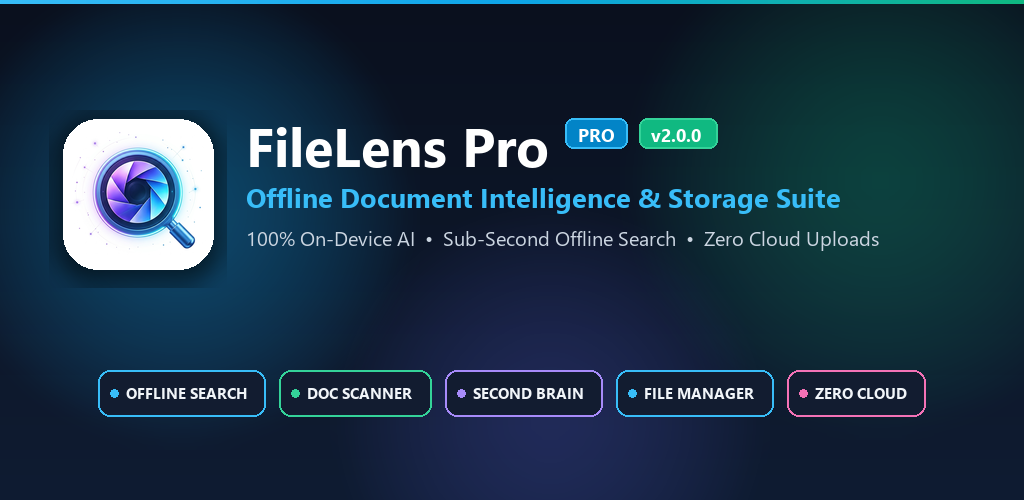 FileLens Pro PRO v2.0.0
Offline Document Intelligence & Storage Suite
100% On-Device AI • Sub-Second Offline Search • Zero Cloud Uploads
OFFLINE SEARCH DOC SCANNER SECOND BRAIN FILE MANAGER ZERO CLOUD